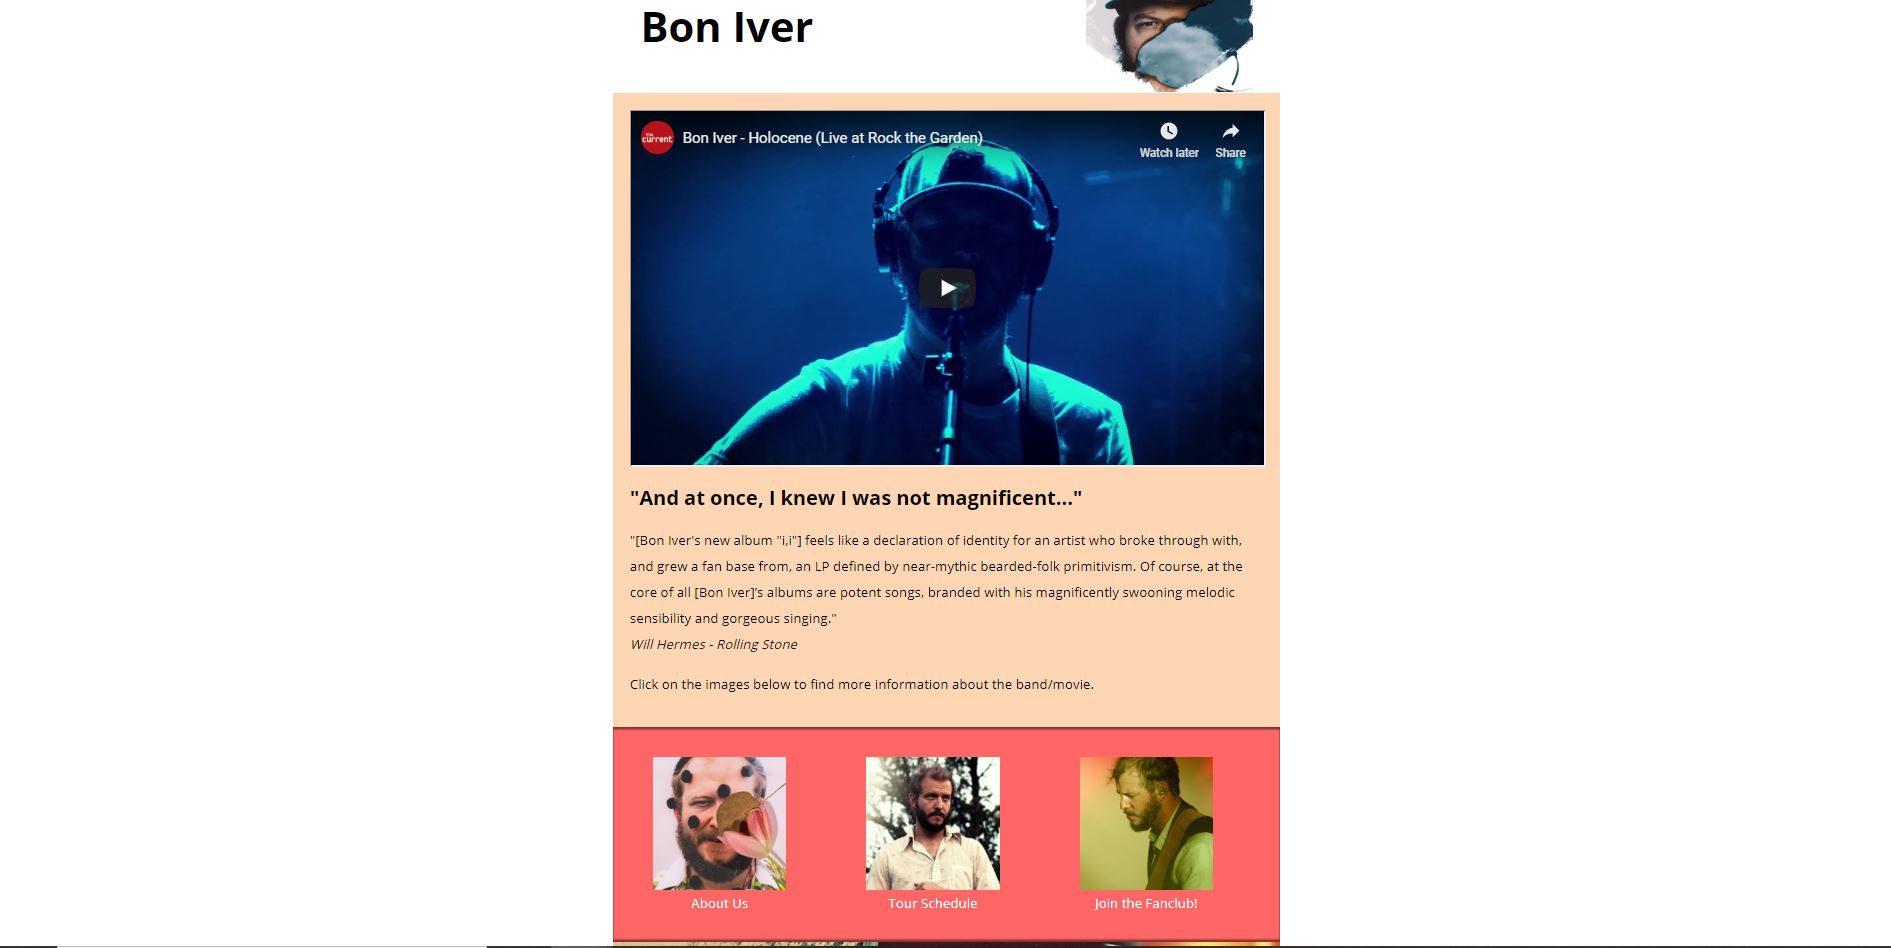 Bon Iver
the
current
Bon Iver - Holocene (Live at Rock the Garden)
Watch later
Share
"And at once, I knew I was not magnificent..."
"[Bon Iver's new album "i,i"] feels like a declaration of identity for an artist who broke through with,
and grew a fan base from, an LP defined by near-mythic bearded-folk primitivism. Of course, at the
core of all [Bon Iver]'s albums are potent songs, branded with his magnificently swooning melodic
sensibility and gorgeous singing."
Will Hermes - Rolling Stone
Click on the images below to find more information about the band/movie.
About Us
Tour Schedule
Join the Fanclub!